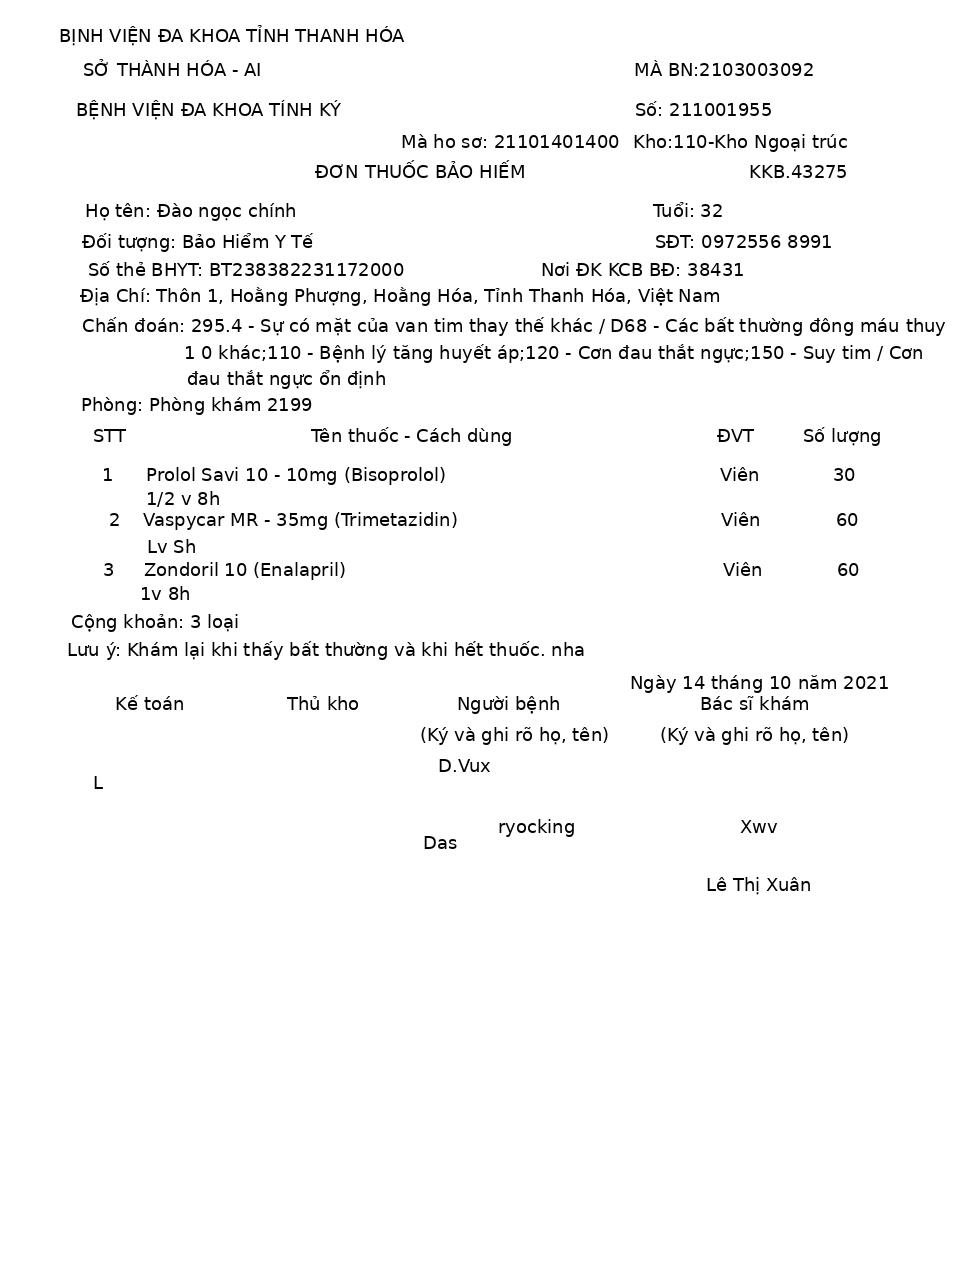 BỊNH VIỆN ĐA KHOA TỈNH THANH HÓA
SỞ THÀNH HÓA - AI MÀ BN:2103003092
BỆNH VIỆN ĐA KHOA TÍNH KÝ Số: 211001955
Mà ho sơ: 21101401400 Kho:110-Kho Ngoại trúc
ĐƠN THUỐC BẢO HIẾM KKB.43275
Họ tên: Đào ngọc chính Tuổi: 32
Đối tượng: Bảo Hiểm Y Tế SĐT: 0972556 8991
Số thẻ BHYT: BT238382231172000 Nơi ĐK KCB BĐ: 38431
Địa Chí: Thôn 1, Hoằng Phượng, Hoằng Hóa, Tỉnh Thanh Hóa, Việt Nam
Chấn đoán: 295.4 - Sự có mặt của van tim thay thế khác / D68 - Các bất thường đông máu thuy
1 0 khác;110 - Bệnh lý tăng huyết áp;120 - Cơn đau thắt ngực;150 - Suy tim / Cơn
đau thắt ngực ổn định
Phòng: Phòng khám 2199
STT Tên thuốc - Cách dùng ĐVT Số lượng
1 Prolol Savi 10 - 10mg (Bisoprolol) Viên 30
1/2 v 8h
2 Vaspycar MR - 35mg (Trimetazidin) Viên 60
Lv Sh
3 Zondoril 10 (Enalapril) Viên 60
1v 8h
Cộng khoản: 3 loại
Lưu ý: Khám lại khi thấy bất thường và khi hết thuốc. nha
Ngày 14 tháng 10 năm 2021
Kế toán Thủ kho Người bệnh Bác sĩ khám
(Ký và ghi rõ họ, tên) (Ký và ghi rõ họ, tên)
D.Vux
L
ryocking Xwv
Das
Lê Thị Xuân